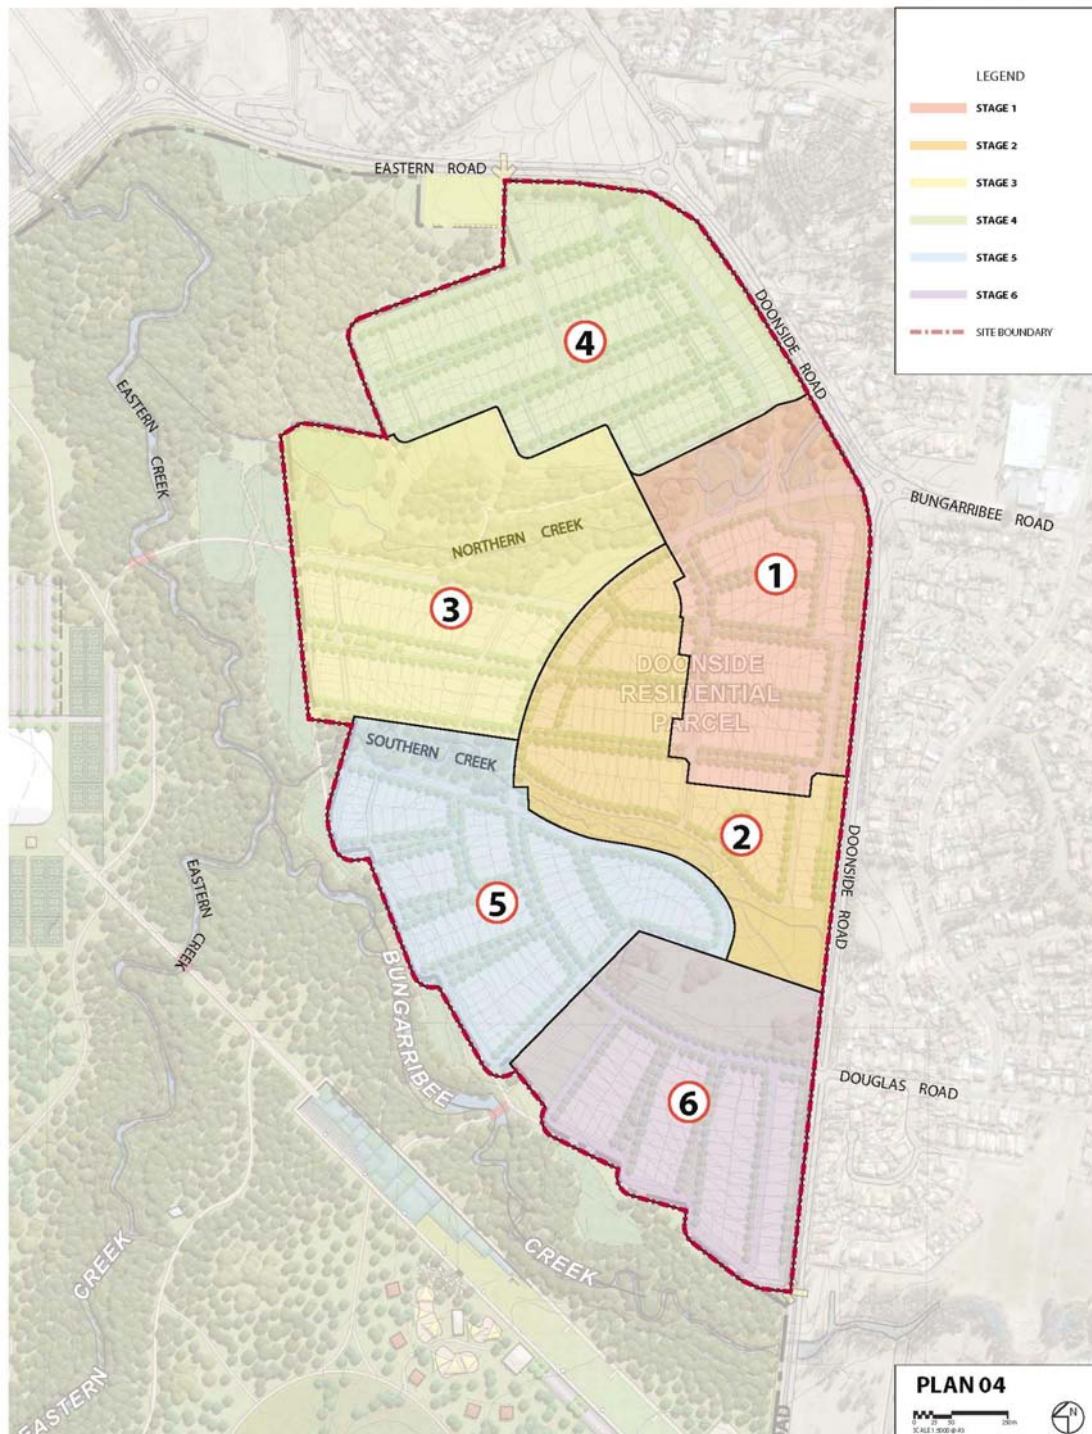 LEGEND
STAGE 1
STAGE 2
STAGE 3
STAGE 4
STAGE 5
STAGE 6
SITE BOUNDARY
EASTERN ROAD
DOONSIDE ROAD
4
EASTERN CREEK
BUNGARRIBEE ROAD
NORTHERN CREEK
1
3
DOONSIDE
RESIDENTIAL
PARCEL
SOUTHERN CREEK
2
DOONSIDE ROAD
EASTERN CREEK
5
BUNGARRIBEE
CREEK
DOUGLAS ROAD
6
EASTERN
CREEK
PLAN 04
N